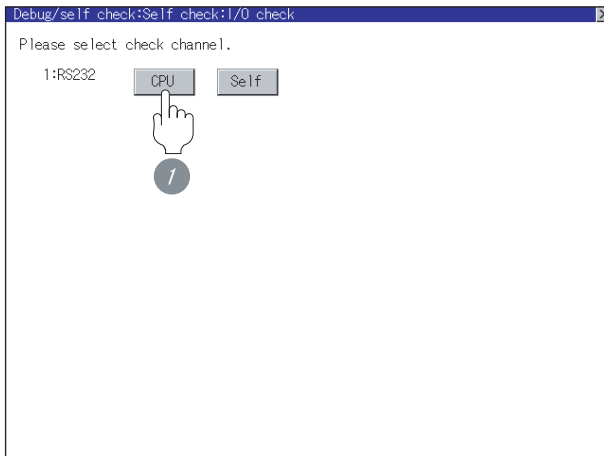 Debug/self check:Self check:I/O check
Please select check channel.
1:RS232 CPU Self
1